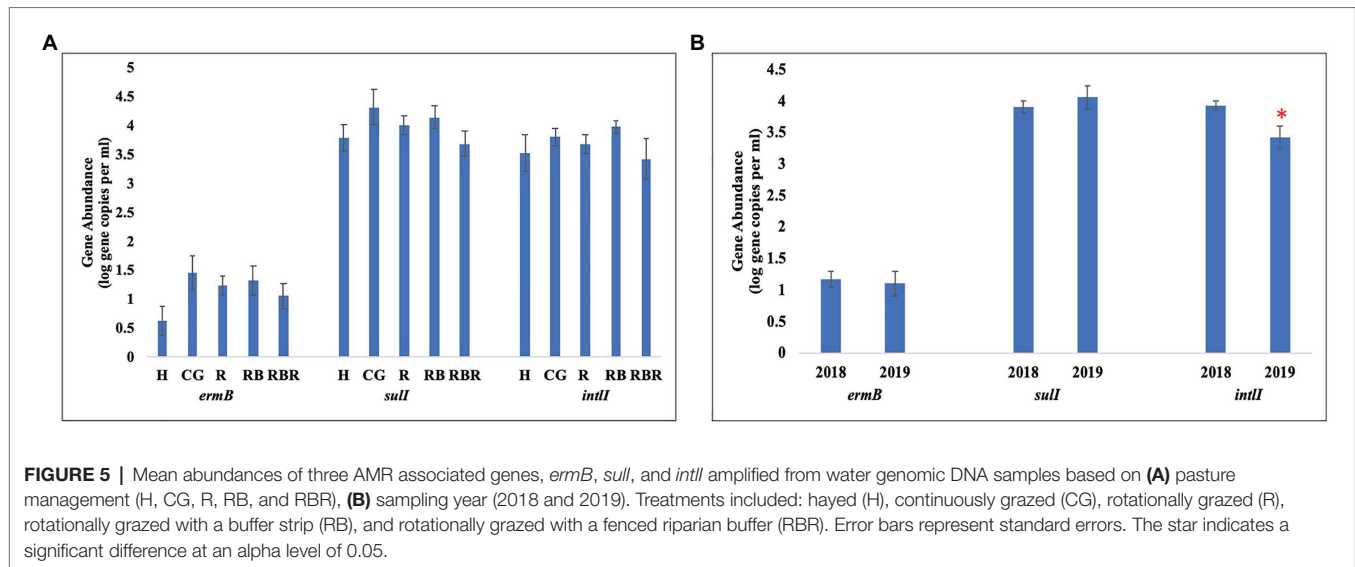 A
Gene Abundance
(log gene copies per ml)
5
4.5
4
3.5
3
2.5
2
1.5
1
0.5
0
H CG R RB RBR H CG R RB RBR H CG R RB RBR
ermB sulI intlI
B
Gene Abundance
(log gene copies per ml)
4.5
4
3.5
3
2.5
2
1.5
1
0.5
0
*
2018 2019 2018 2019 2018 2019
ermB sulI intlI
FIGURE 5 | Mean abundances of three AMR associated genes, ermB, sulI, and intlI amplified from water genomic DNA samples based on (A) pasture
management (H, CG, R, RB, and RBR), (B) sampling year (2018 and 2019). Treatments included: hayed (H), continuously grazed (CG), rotationally grazed (R),
rotationally grazed with a buffer strip (RB), and rotationally grazed with a fenced riparian buffer (RBR). Error bars represent standard errors. The star indicates a
significant difference at an alpha level of 0.05.